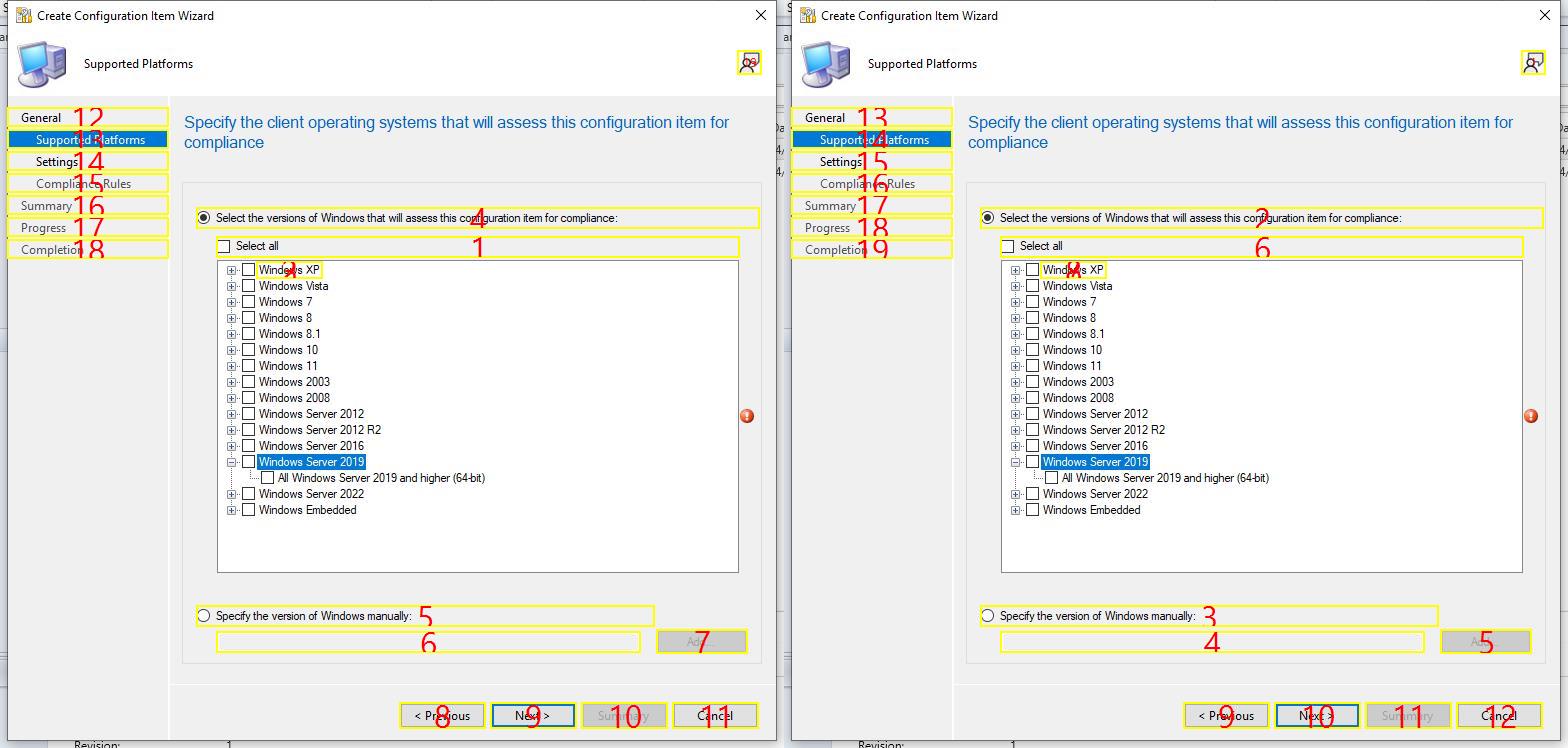 Create Configuration Item Wizard
Supported Platforms
12
General
13
Supported Platforms
14
Settings
15
Compliance Rules
16
Summary
17
Progress
18
Completion
Specify the client operating systems that will assess this configuration item for
compliance
4
Select the versions of Windows that will assess this configuration item for compliance:
1
Select all
Windows XP
Windows Vista
Windows 7
Windows 8
Windows 8.1
Windows 10
Windows 11
Windows 2003
Windows 2008
Windows Server 2012
Windows Server 2012 R2
Windows Server 2016
Windows Server 2019
All Windows Server 2019 and higher (64-bit)
Windows Server 2022
Windows Embedded
Specify the version of Windows manually:
5
6
Add...
7
< Previous
8
Next >
9
Summary
10
Cancel
11
Revision:
1
Create Configuration Item Wizard
Supported Platforms
13
General
14
Supported Platforms
15
Settings
16
Compliance Rules
17
Summary
18
Progress
19
Completion
Specify the client operating systems that will assess this configuration item for
compliance
2
Select the versions of Windows that will assess this configuration item for compliance:
6
Select all
Windows XP
Windows Vista
Windows 7
Windows 8
Windows 8.1
Windows 10
Windows 11
Windows 2003
Windows 2008
Windows Server 2012
Windows Server 2012 R2
Windows Server 2016
Windows Server 2019
All Windows Server 2019 and higher (64-bit)
Windows Server 2022
Windows Embedded
Specify the version of Windows manually:
3
4
Add...
5
< Previous
9
Next >
10
Summary
11
Cancel
12
Revision:
1